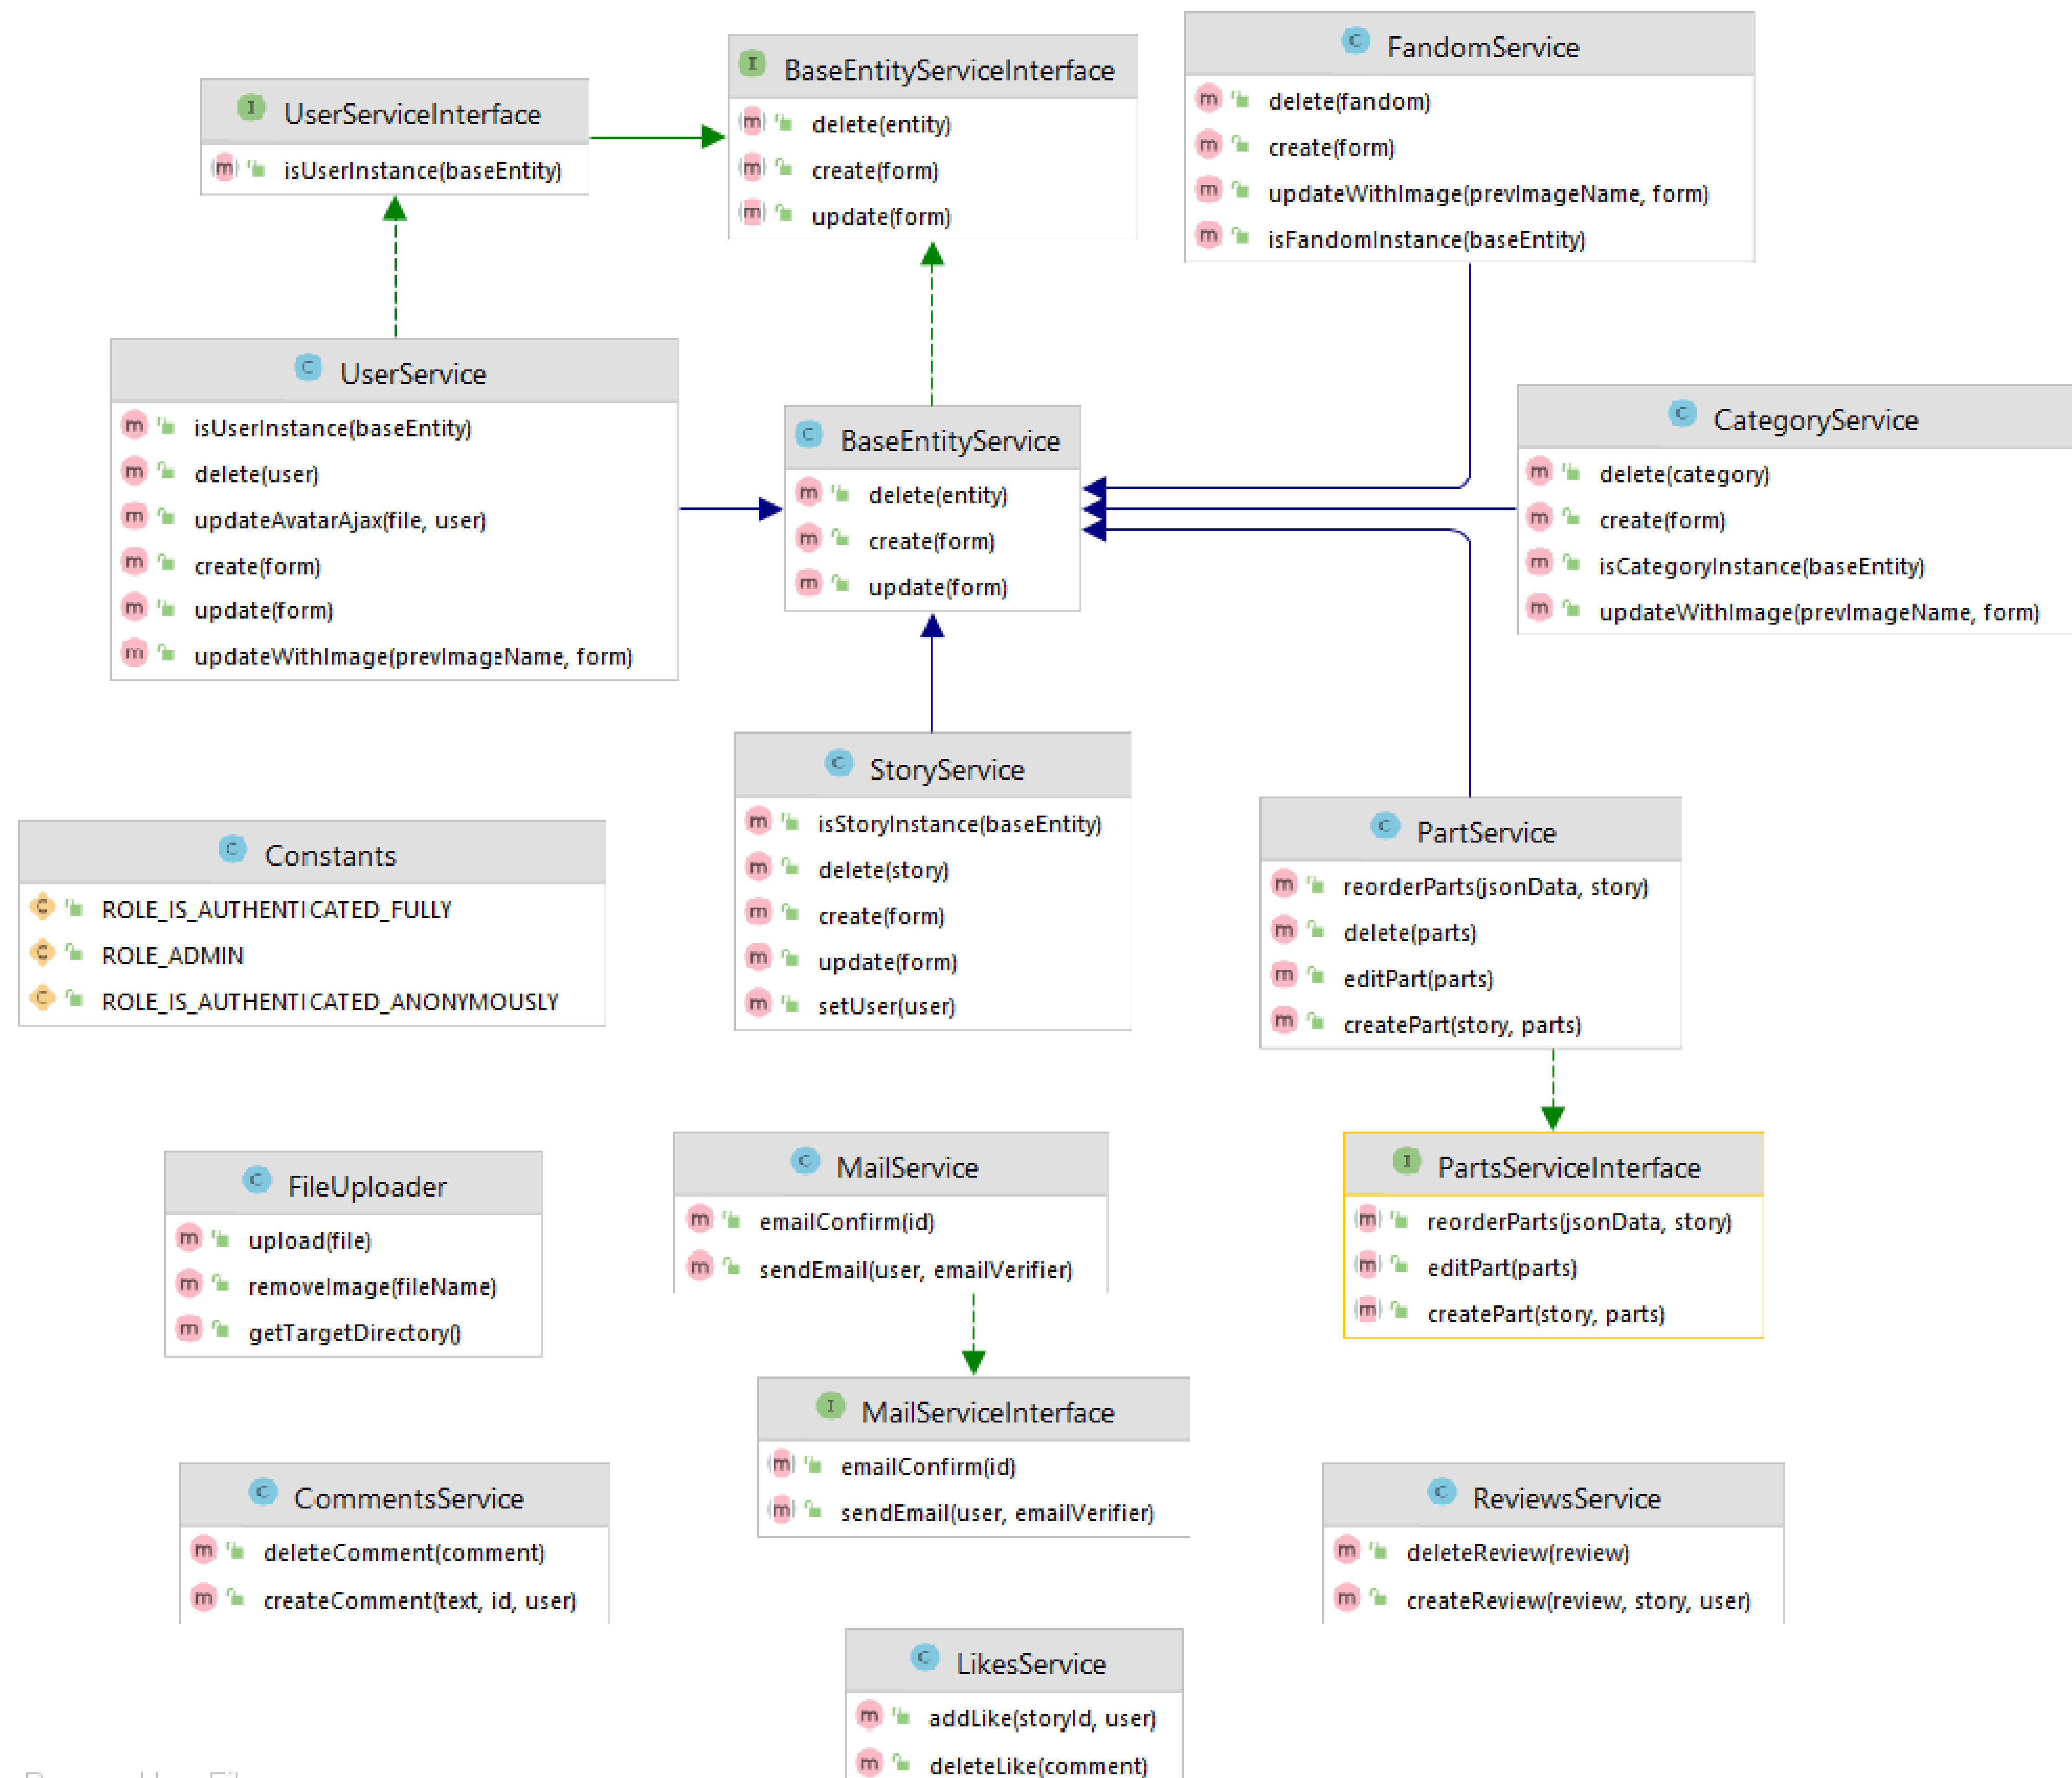 FandomService
delete(fandom)
create(form)
updateWithImage(prevImageName, form)
isFandomInstance(baseEntity)
BaseEntityServiceInterface
delete(entity)
create(form)
update(form)
UserServiceInterface
isUserInstance(baseEntity)
UserService
isUserInstance(baseEntity)
delete(user)
updateAvatarAjax(file, user)
create(form)
update(form)
updateWithImage(prevImageName, form)
BaseEntityService
delete(entity)
create(form)
update(form)
CategoryService
delete(category)
create(form)
isCategoryInstance(baseEntity)
updateWithImage(prevImageName, form)
StoryService
isStoryInstance(baseEntity)
delete(story)
create(form)
update(form)
setUser(user)
PartService
reorderParts(jsonData, story)
delete(parts)
editPart(parts)
createPart(story, parts)
Constants
ROLE_IS_AUTHENTICATED_FULLY
ROLE_ADMIN
ROLE_IS_AUTHENTICATED_ANONYMOUSLY
FileUploader
upload(file)
removeImage(fileName)
getTargetDirectory()
MailService
emailConfirm(id)
sendEmail(user, emailVerifier)
PartsServiceInterface
reorderParts(jsonData, story)
editPart(parts)
createPart(story, parts)
MailServiceInterface
emailConfirm(id)
sendEmail(user, emailVerifier)
CommentsService
deleteComment(comment)
createComment(text, id, user)
ReviewsService
deleteReview(review)
createReview(review, story, user)
LikesService
addLike(storyId, user)
deleteLike(comment)